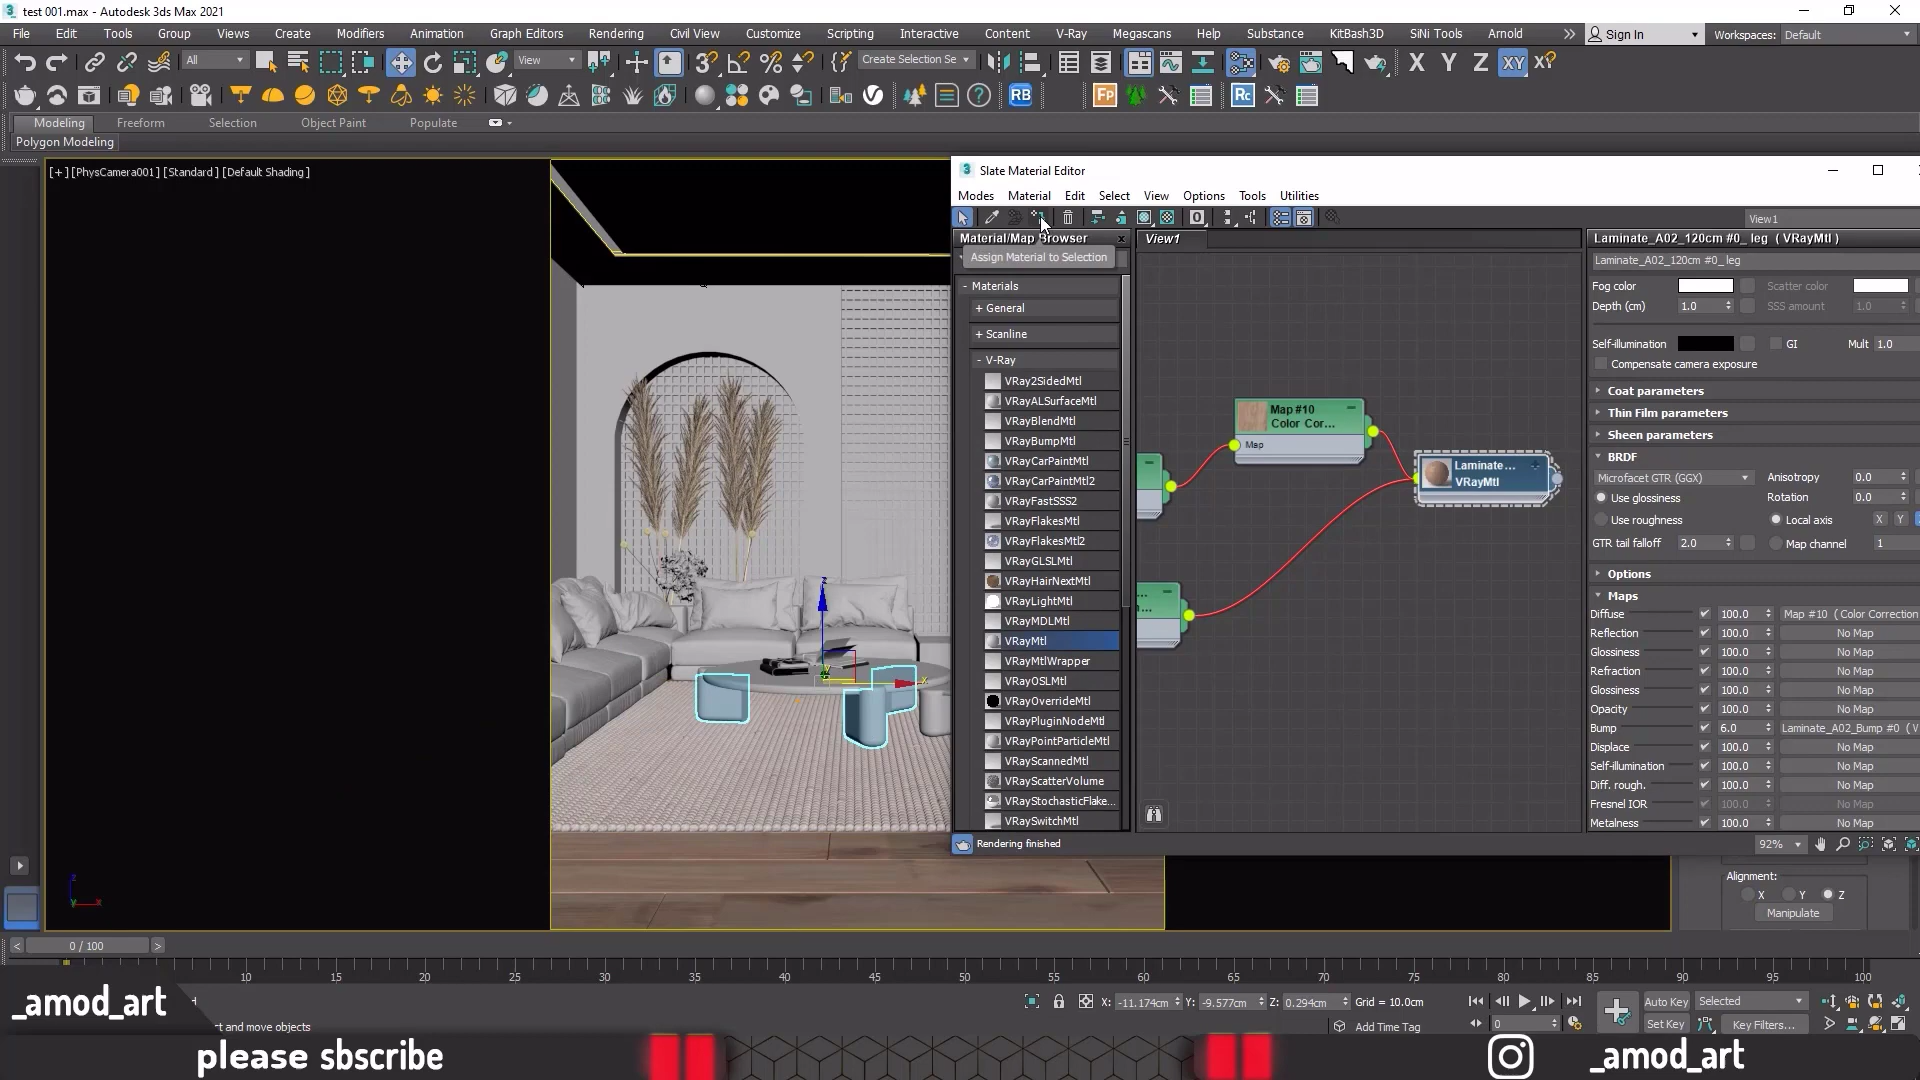 test 001.max - Autodesk 3ds Max 2021
File Edit Tools Group Views Create Modifiers Animation Graph Editors Rendering Civil View Customize Scripting Interactive Content V-Ray Megascans Help Substance KitBash3D SiNi Tools Arnold Sign In Workspaces: Default
All View Create Selection Se X Y Z XY
RB Fp Rc
Modeling Freeform Selection Object Paint Populate
Polygon Modeling
[+] [PhysCamera001] [Standard] [Default Shading]
Slate Material Editor
Modes Material Edit Select View Options Tools Utilities
View1
Material/Map Browser
View1
Assign Material to Selection
- Materials
+ General
+ Scanline
- V-Ray
VRay2SidedMtl
VRayALSurfaceMtl
VRayBlendMtl
VRayBumpMtl
VRayCarPaintMtl
VRayCarPaintMtl2
VRayFastSSS2
VRayFlakesMtl
VRayFlakesMtl2
VRayGLSLMtl
VRayHairNextMtl
VRayLightMtl
VRayMDLMtl
VRayMtl
VRayMtlWrapper
VRayOSLMtl
VRayOverrideMtl
VRayPluginNodeMtl
VRayPointParticleMtl
VRayScannedMtl
VRayScatterVolume
VRayStochasticFlake...
VRaySwitchMtl
Map #10
Color Cor...
Map
Laminate...
VRayMtl
Laminate_A02_120cm #0_ leg ( VRayMtl )
Laminate_A02_120cm #0_ leg
Fog color Scatter color
Depth (cm) 1.0 SSS amount 1.0
Self-illumination GI Mult 1.0
Compensate camera exposure
Coat parameters
Thin Film parameters
Sheen parameters
BRDF
Microfacet GTR (GGX) Anisotropy 0.0
Use glossiness Rotation 0.0
Use roughness Local axis X Y
GTR tail falloff 2.0 Map channel 1
Options
Maps
Diffuse 100.0 Map #10 ( Color Correction
Reflection 100.0 No Map
Glossiness 100.0 No Map
Refraction 100.0 No Map
Glossiness 100.0 No Map
Opacity 100.0 No Map
Bump 6.0 Laminate_A02_Bump #0 ( V
Displace 100.0 No Map
Self-illumination 100.0 No Map
Diff. rough. 100.0 No Map
Fresnel IOR 100.0 No Map
Metalness 100.0 No Map
Rendering finished
92%
Alignment:
X Y Z
Manipulate
0 / 100
10 15 20 25 30 35 40 45 50 55 60 65 70 75 80 85 90 95 100
X: -11.174cm Y: -9.577cm Z: 0.294cm Grid = 10.0cm
Auto Key Selected
ct and move objects
Add Time Tag
0
Set Key Key Filters...
_amod_art
please sbscribe
_amod_art